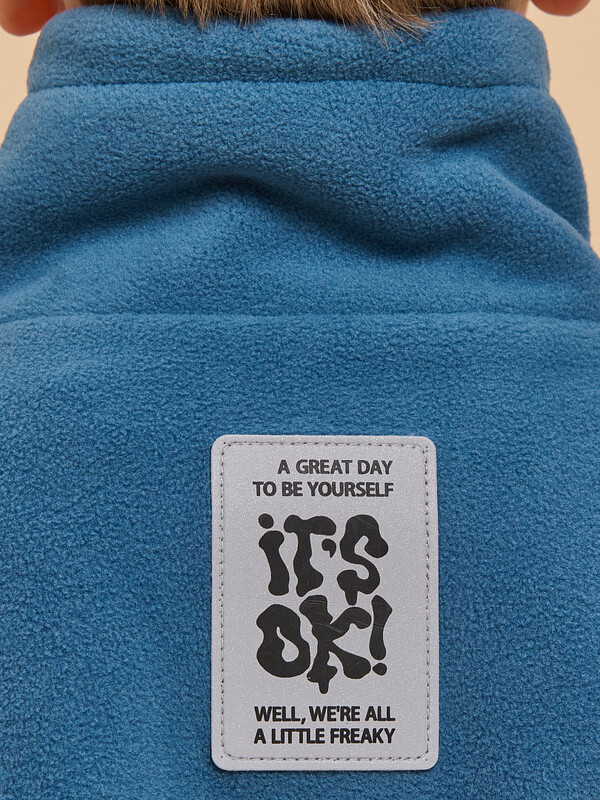 A GREAT DAY
TO BE YOURSELF
iT'S
OK!
WELL, WE'RE ALL
A LITTLE FREAKY